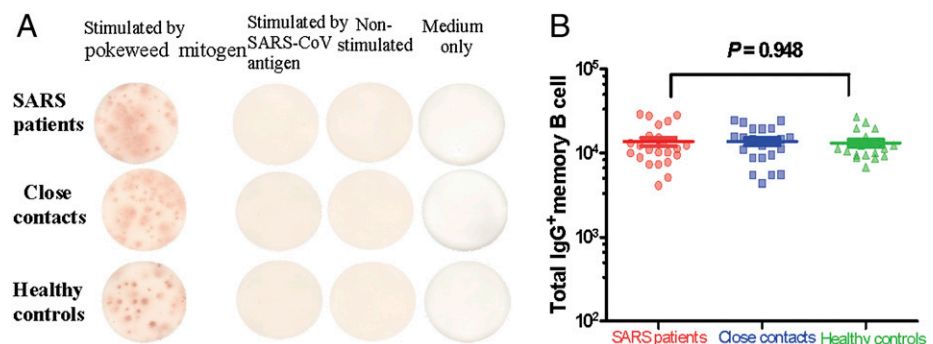 A
Stimulated by
pokeweed mitogen
Stimulated by
SARS-CoV
antigen
Non-
stimulated
Medium
only
SARS
patients
Close
contacts
Healthy
controls
B
P = 0.948
Total IgG⁺ memory B cell
10⁵
10⁴
10³
10²
SARS patients
Close contacts
Healthy controls